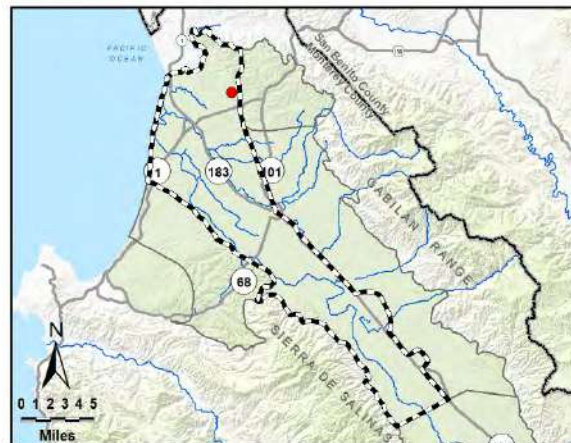 PACIFIC
OCEAN
1
San Benito County
Monterey County
1
183
101
68
GABILAN RANGE
SIERRA DE SALINAS
N
0 1 2 3 4 5
Miles